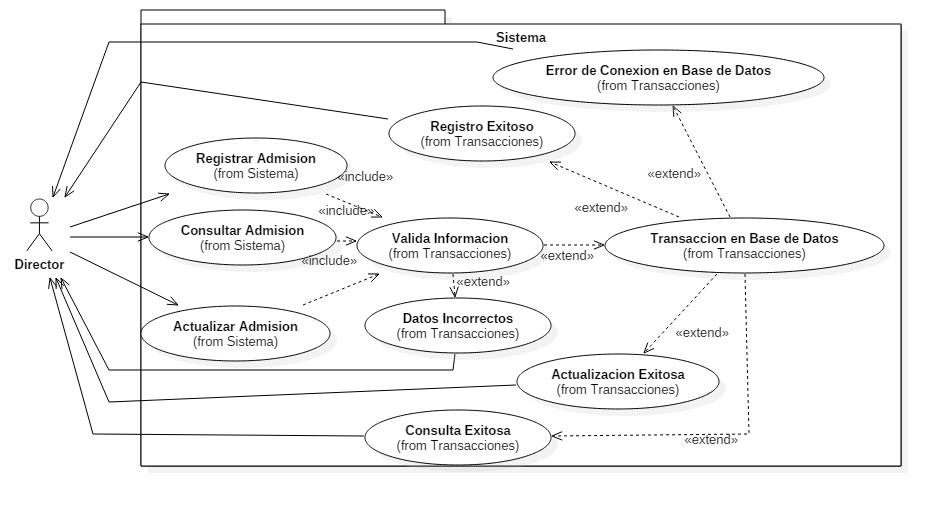 Sistema
Error de Conexion en Base de Datos
(from Transacciones)
Registro Exitoso
(from Transacciones)
Registrar Admision
(from Sistema)
«include»
«extend»
«include»
«extend»
Consultar Admision
(from Sistema)
Valida Informacion
(from Transacciones)
Transaccion en Base de Datos
(from Transacciones)
«include»
«extend»
Director
«extend»
Datos Incorrectos
(from Transacciones)
Actualizar Admision
(from Sistema)
«extend»
Actualizacion Exitosa
(from Transacciones)
Consulta Exitosa
(from Transacciones)
«extend»